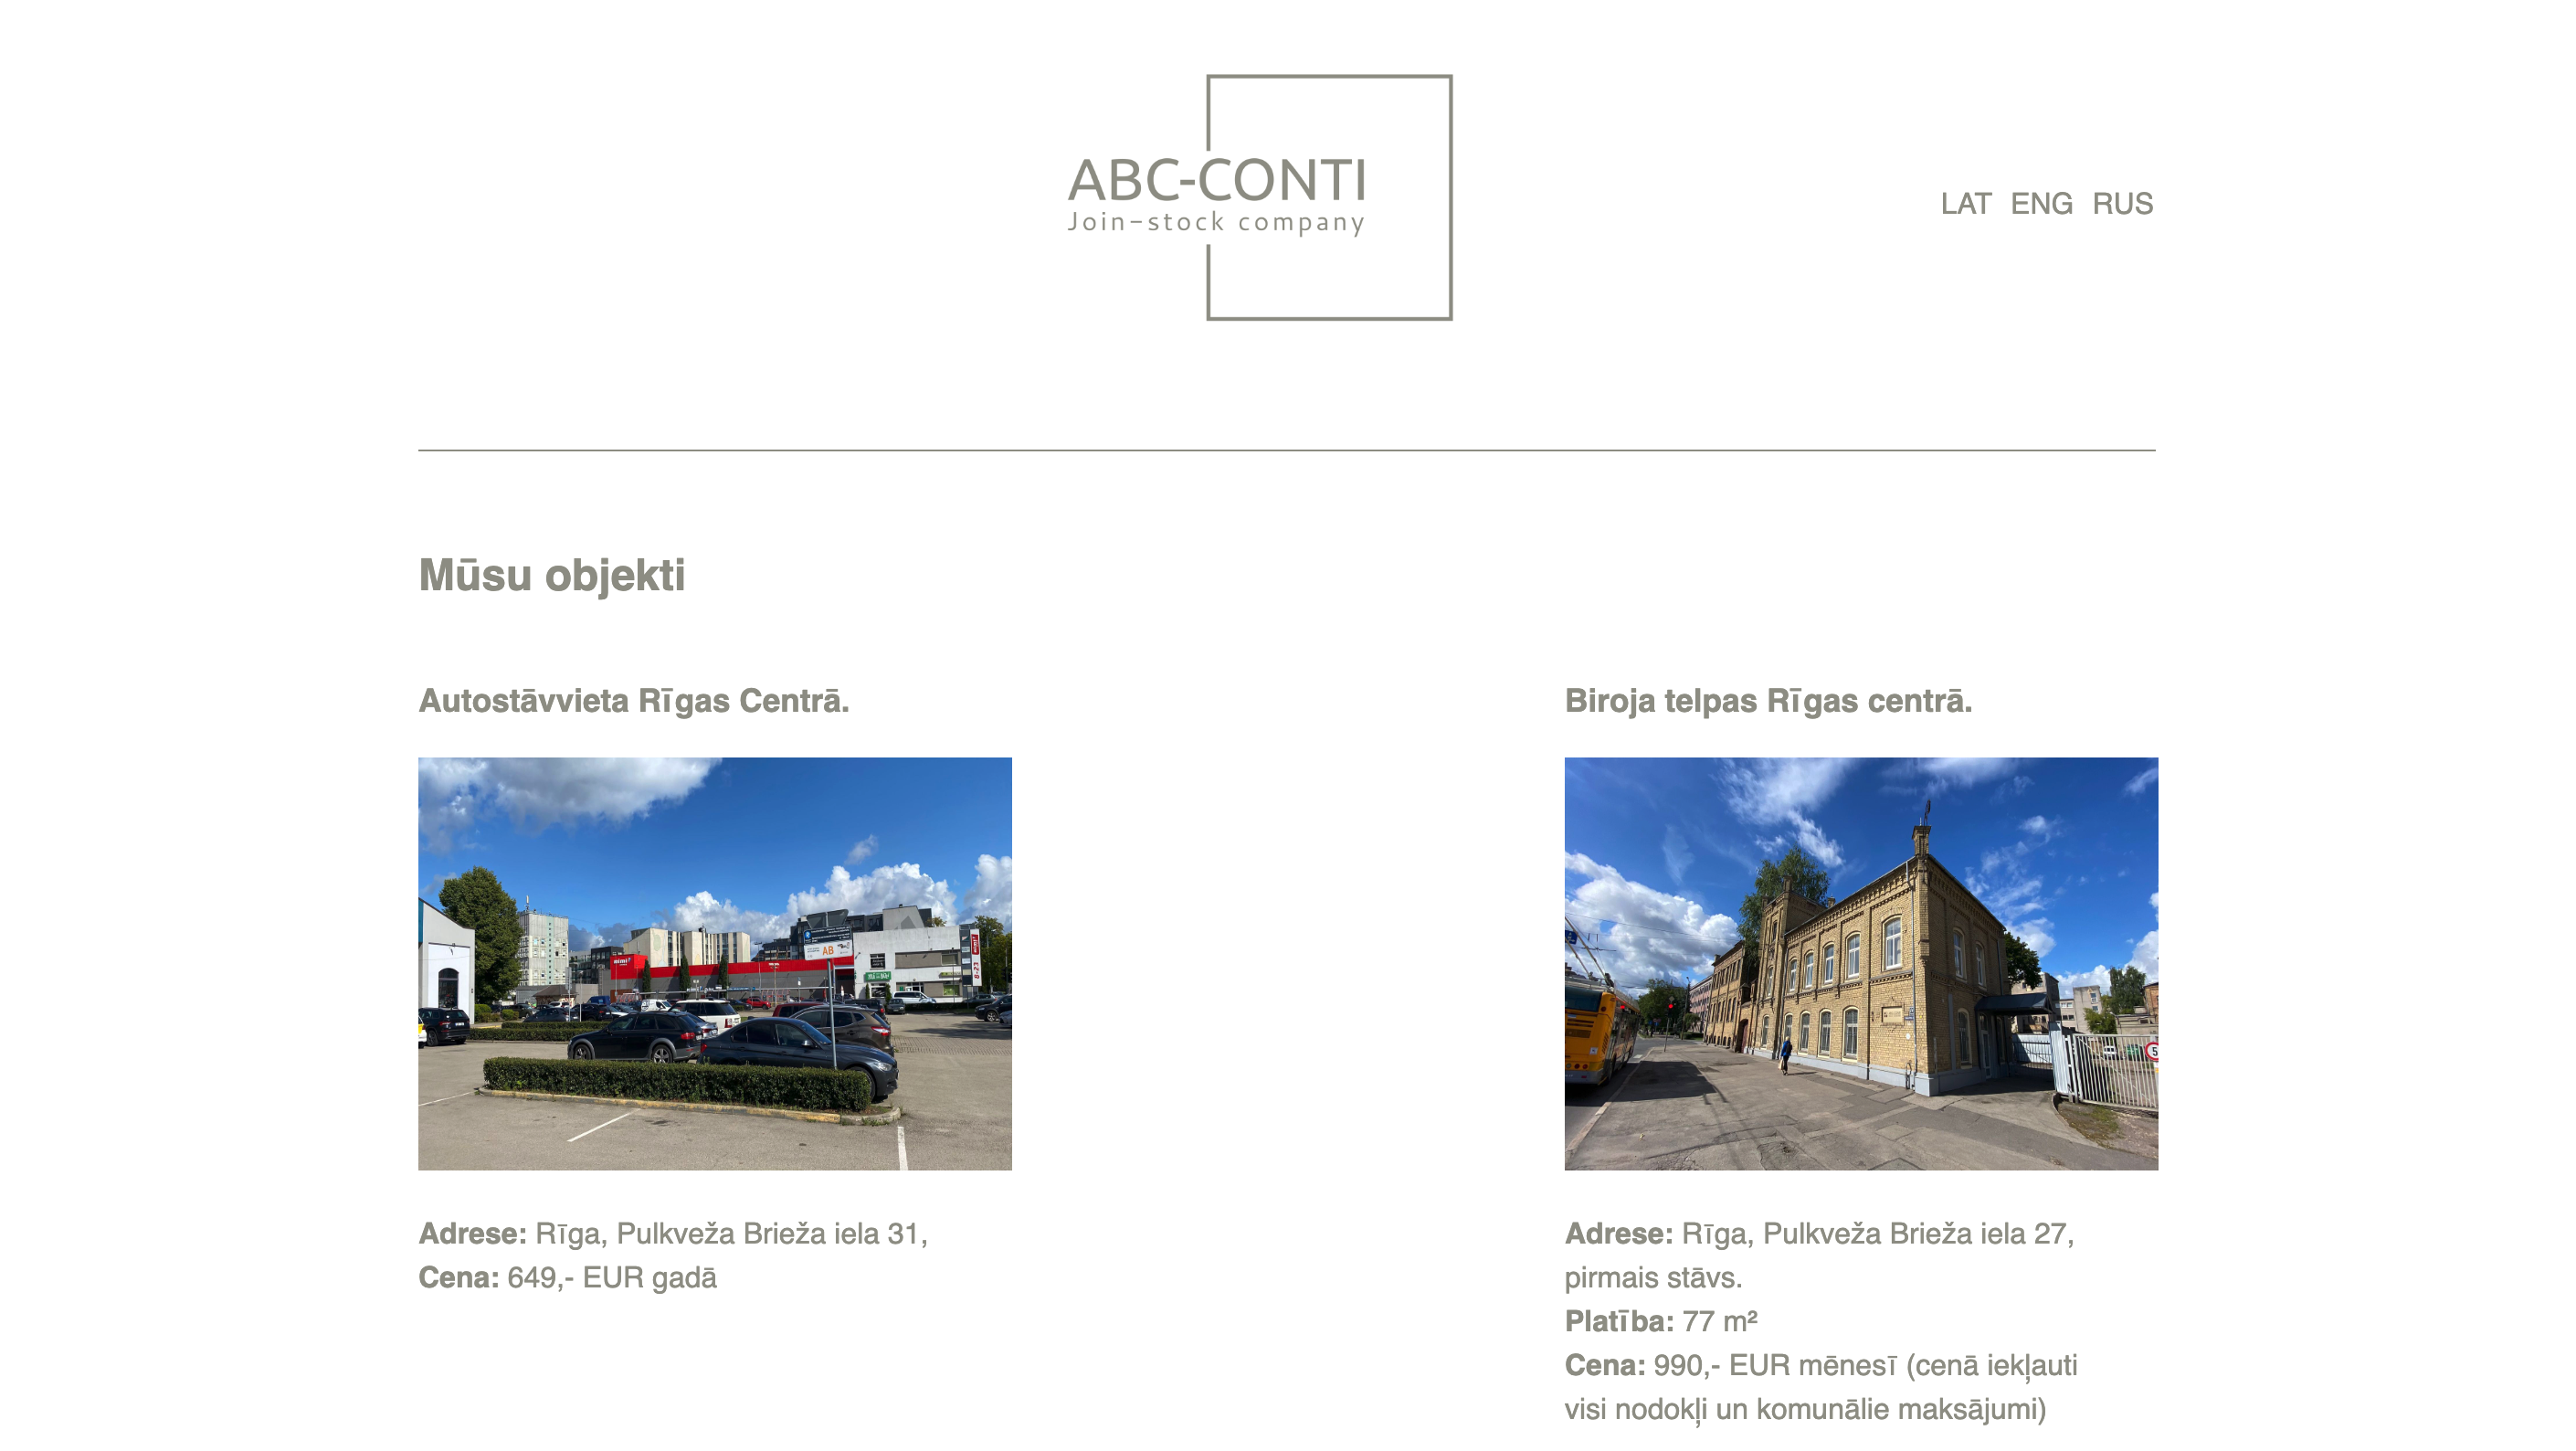 ABC-CONTI
Join-stock company
LAT ENG RUS
Mūsu objekti
Autostāvvieta Rīgas Centrā.
AB
Adrese: Rīga, Pulkveža Brieža iela 31,
Cena: 649,- EUR gadā
Biroja telpas Rīgas centrā.
5
Adrese: Rīga, Pulkveža Brieža iela 27,
pirmais stāvs.
Platība: 77 m²
Cena: 990,- EUR mēnesī (cenā iekļauti
visi nodokļi un komunālie maksājumi)